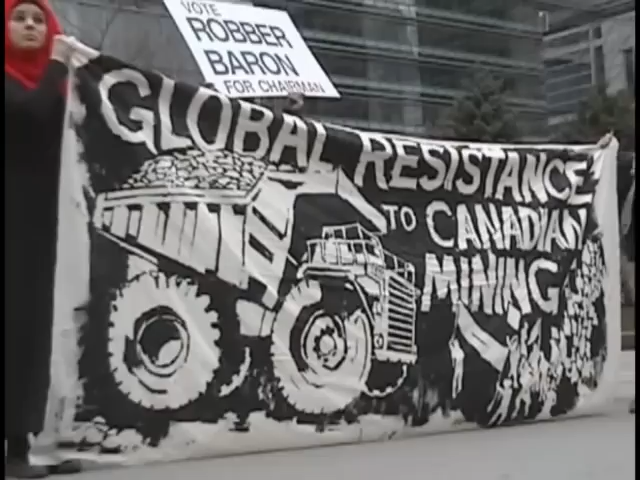 VOTE
ROBBER
BARON
FOR CHAIRMAN
GLOBAL RESISTANCE
TO CANADIAN
MINING